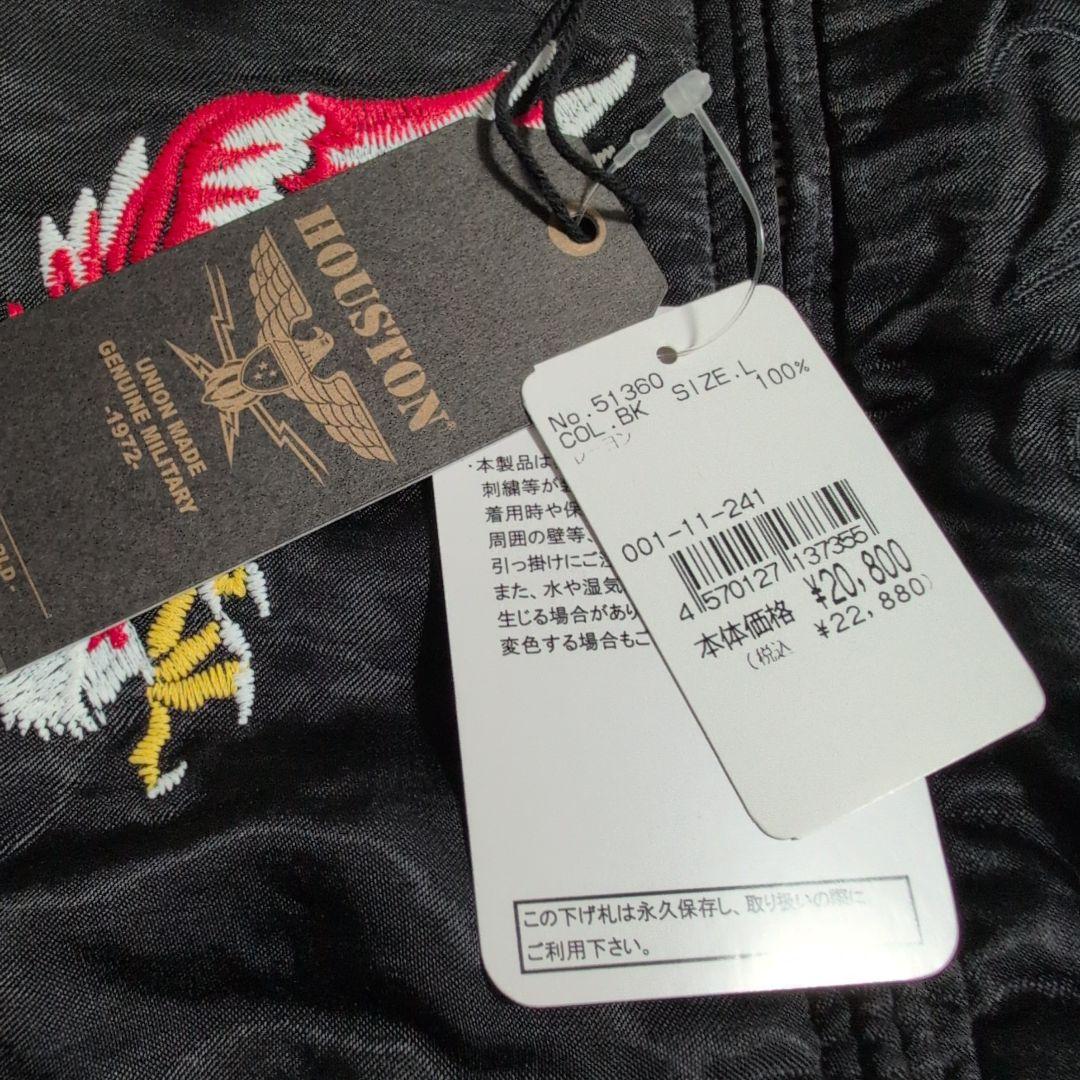 HOUSTON
UNION MADE
GENUINE MILITARY
-1972-
No.51360
COL.BK SIZE.L
レーヨン 100%
001-11-241
4 570127 137355
本体価格 ¥20,800
(税込 ¥22,880)
・本製品は
刺繍等が
着用時や保
周囲の壁等、
引っ掛けにご注
また、水や湿気
生じる場合があり
変色する場合もご
この下げ札は永久保存し、取り扱いの際に
ご利用下さい。